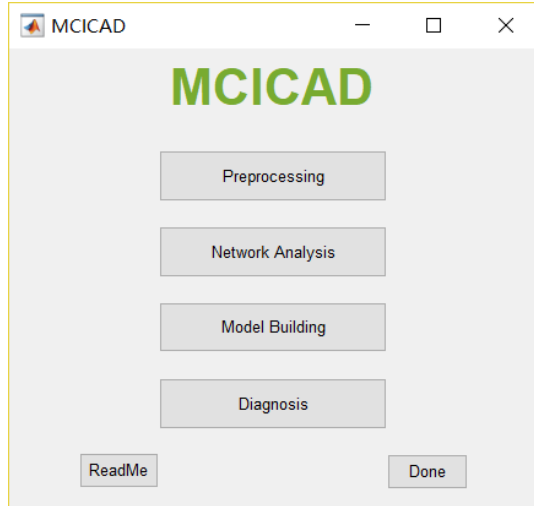 MCICAD
MCICAD
Preprocessing
Network Analysis
Model Building
Diagnosis
ReadMe
Done